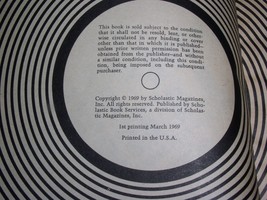 This book is sold subject to the condition
that it shall not be resold, lent, or other-
wise circulated in any binding or cover
other than that in which it is published—
unless prior written permission has been
obtained from the publisher—and without
a similar condition, including this condi-
tion, being imposed on the subsequent
purchaser.
Copyright © 1969 by Scholastic Magazines,
Inc. All rights reserved. Published by Scho-
lastic Book Services, a division of Scholas-
tic Magazines, Inc.
1st printing March 1969
Printed in the U.S.A.